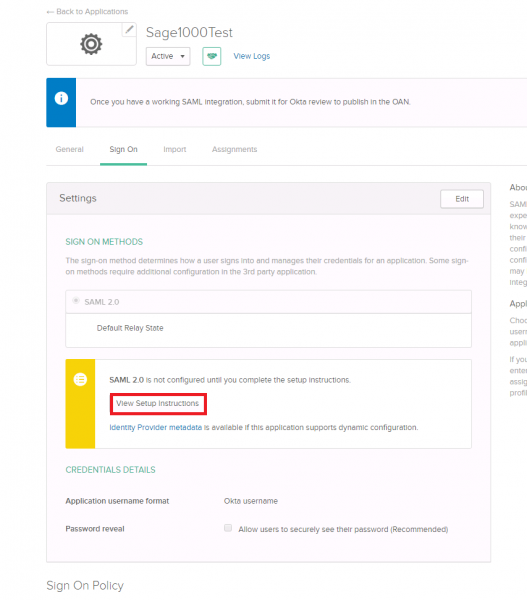 ← Back to Applications
Sage1000Test
Active
View Logs
Once you have a working SAML integration, submit it for Okta review to publish in the OAN.
General Sign On Import Assignments
Settings
Edit
SIGN ON METHODS
The sign-on method determines how a user signs into and manages their credentials for an application. Some sign-
on methods require additional configuration in the 3rd party application.
SAML 2.0
Default Relay State
SAML 2.0 is not configured until you complete the setup instructions.
View Setup Instructions
Identity Provider metadata is available if this application supports dynamic configuration.
CREDENTIALS DETAILS
Application username format Okta username
Password reveal Allow users to securely see their password (Recommended)
Sign On Policy
Abou
SAML
expe
know
their
confi
confi
may
integ
Appl
Choo
usern
appli
If you
enter
assig
profil